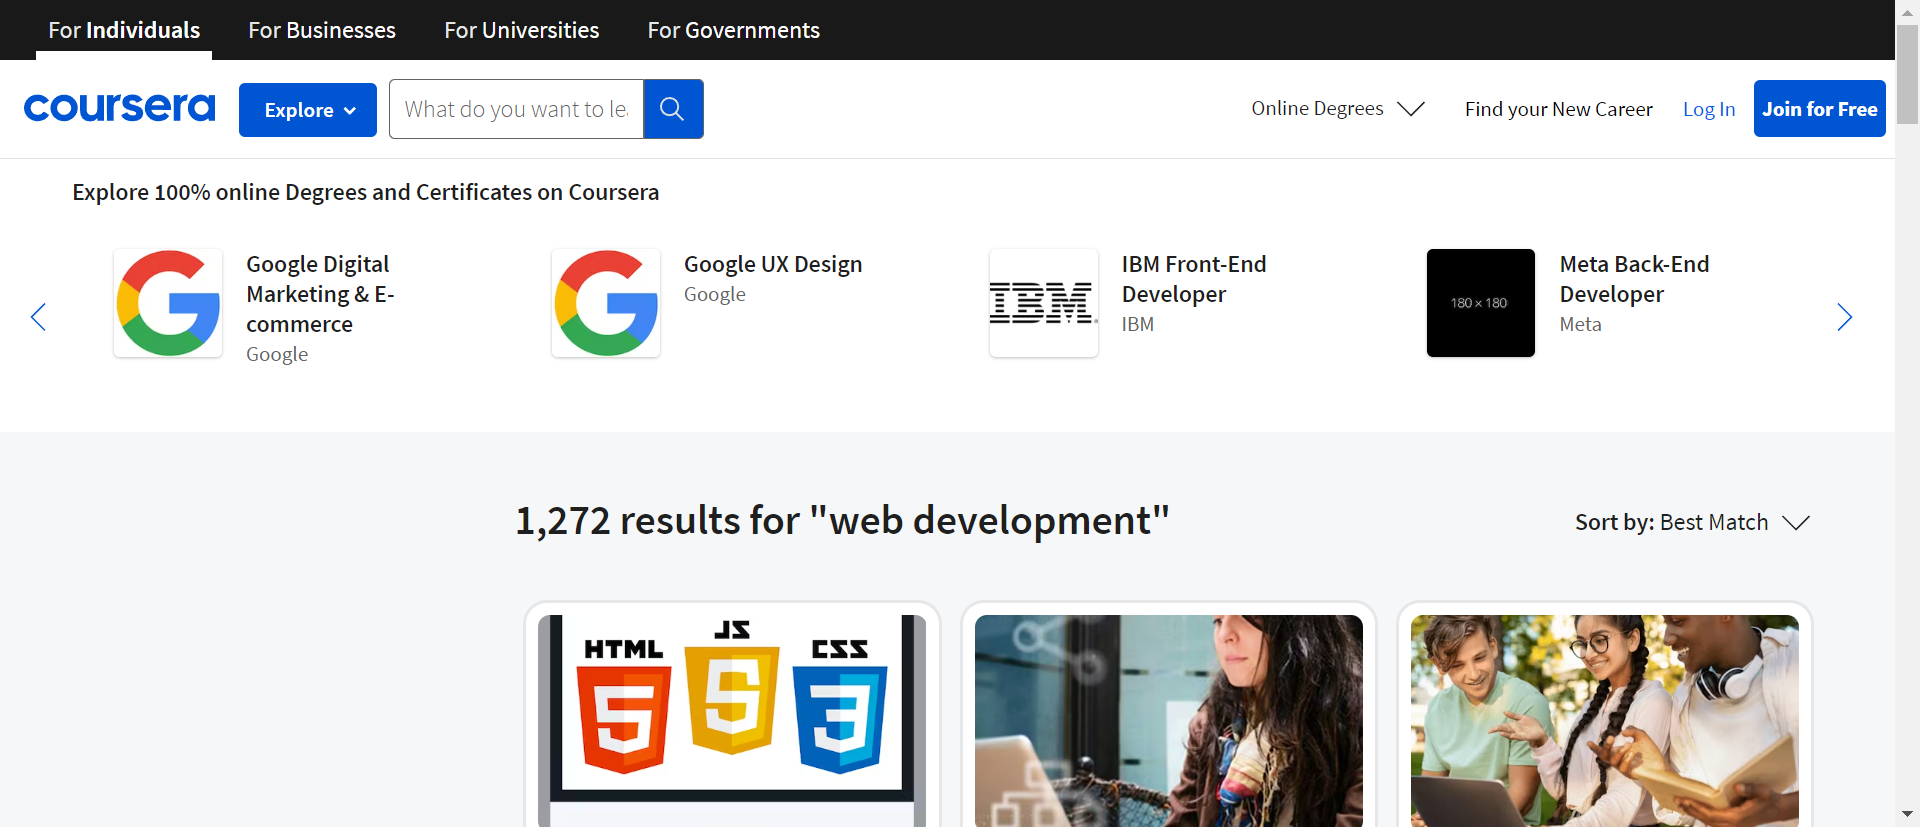 For Individuals
For Businesses
For Universities
For Governments
coursera
Explore
What do you want to le
Online Degrees
Find your New Career
Log In
Join for Free
Explore 100% online Degrees and Certificates on Coursera
Google Digital
Marketing & E-
commerce
Google
Google UX Design
Google
IBM
IBM Front-End
Developer
IBM
180 × 180
Meta Back-End
Developer
Meta
1,272 results for "web development"
Sort by: Best Match
HTML
JS
CSS
5
5
3